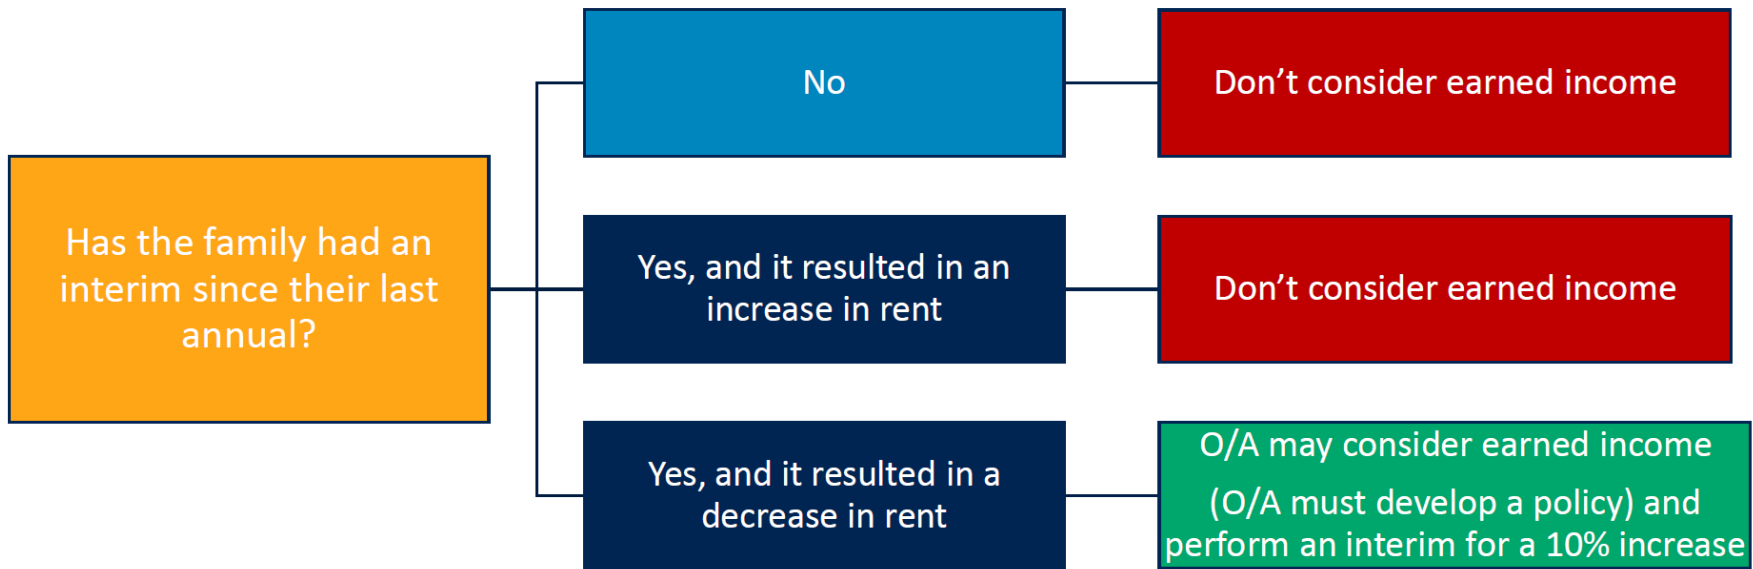 Has the family had an
interim since their last
annual?
No
Don’t consider earned income
Yes, and it resulted in an
increase in rent
Don’t consider earned income
Yes, and it resulted in a
decrease in rent
O/A may consider earned income
(O/A must develop a policy) and
perform an interim for a 10% increase